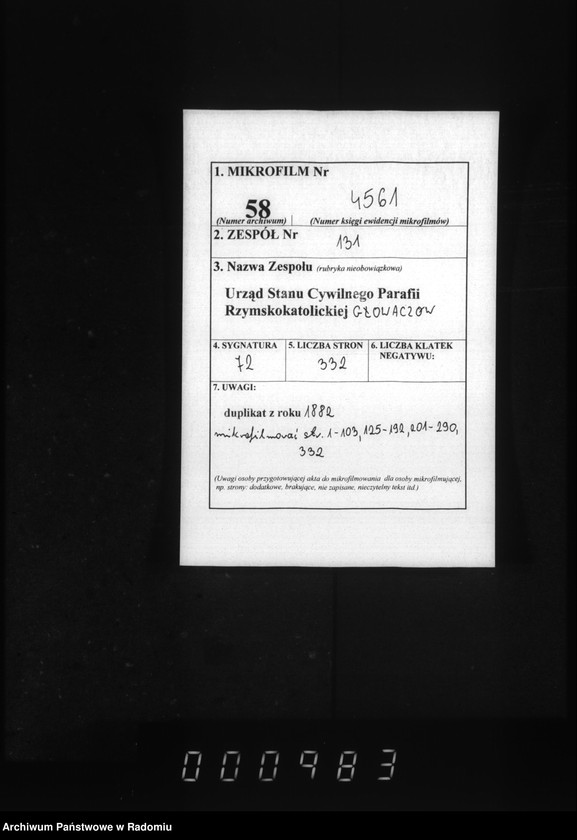 1. MIKROFILM Nr
58 4561
(Numer archiwum) (Numer księgi ewidencji mikrofilmów)
2. ZESPÓŁ Nr 131
3. Nazwa Zespołu (rubryka nieobowiązkowa)
Urząd Stanu Cywilnego Parafii
Rzymskokatolickiej GŁOWACZOW
4. SYGNATURA 5. LICZBA STRON 6. LICZBA KLATEK
NEGATYWU:
72 332
7. UWAGI:
duplikat z roku 1882
mikrofilmować str. 1-103, 125-192, 201-290,
332
(Uwagi osoby przygotowującej akta do mikrofilmowania dla osoby mikrofilmującej,
np. strony: dodatkowe, brakujące, nie zapisane, nieczytelny tekst itd.)
000983
Archiwum Państwowe w Radomiu